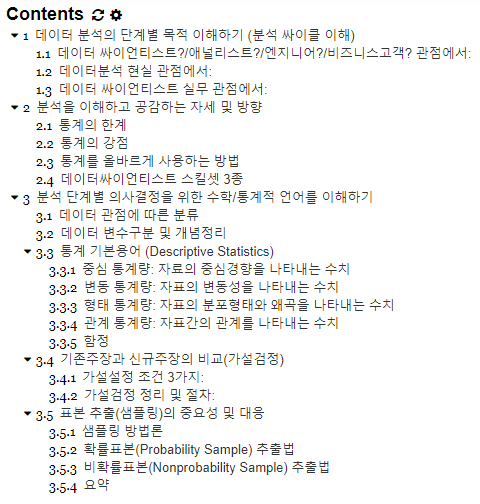 Contents
1 데이터 분석의 단계별 목적 이해하기 (분석 싸이클 이해)
1.1 데이터 싸이언티스트?/애널리스트?/엔지니어?/비즈니스고객? 관점에서:
1.2 데이터분석 현실 관점에서:
1.3 데이터 싸이언티스트 실무 관점에서:
2 분석을 이해하고 공감하는 자세 및 방향
2.1 통계의 한계
2.2 통계의 강점
2.3 통계를 올바르게 사용하는 방법
2.4 데이터싸이언티스트 스킬셋 3종
3 분석 단계별 의사결정을 위한 수학/통계적 언어를 이해하기
3.1 데이터 관점에 따른 분류
3.2 데이터 변수구분 및 개념정리
3.3 통계 기본용어 (Descriptive Statistics)
3.3.1 중심 통계량: 자료의 중심경향을 나타내는 수치
3.3.2 변동 통계량: 자표의 변동성을 나타내는 수치
3.3.3 형태 통계량: 자표의 분포형태와 왜곡을 나타내는 수치
3.3.4 관계 통계량: 자표간의 관계를 나타내는 수치
3.3.5 함정
3.4 기존주장과 신규주장의 비교(가설검정)
3.4.1 가설설정 조건 3가지:
3.4.2 가설검정 정리 및 절차:
3.5 표본 추출(샘플링)의 중요성 및 대응
3.5.1 샘플링 방법론
3.5.2 확률표본(Probability Sample) 추출법
3.5.3 비확률표본(Nonprobability Sample) 추출법
3.5.4 요약